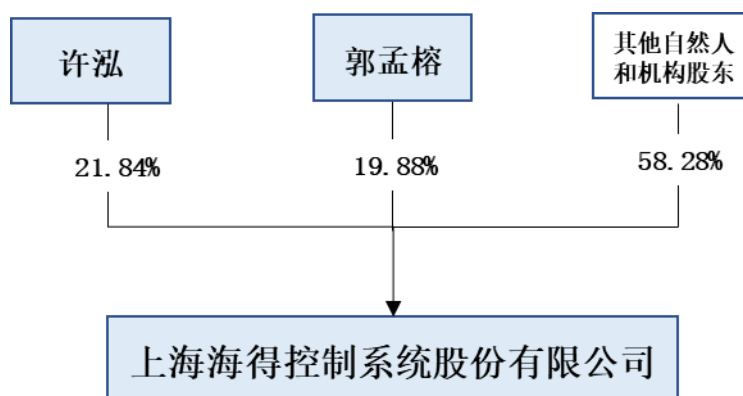 许泓
郭孟榕
其他自然人
和机构股东
21.84%
19.88%
58.28%
上海海得控制系统股份有限公司